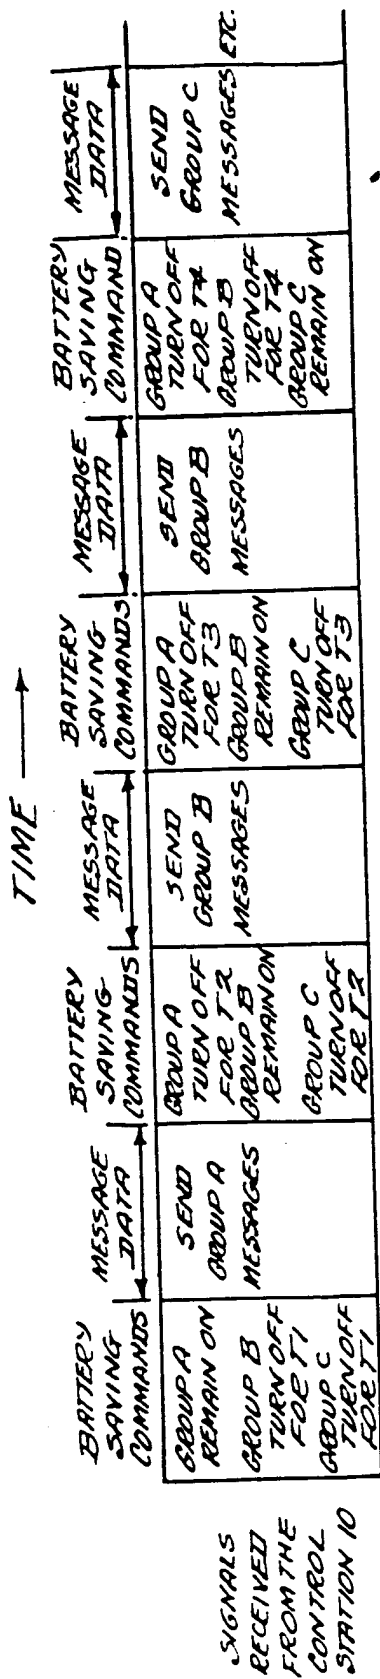 TIME
BATTERY
SAVING
COMMANDS
MESSAGE
DATA
BATTERY
SAVING
COMMANDS
MESSAGE
DATA
BATTERY
SAVING
COMMANDS
MESSAGE
DATA
BATTERY
SAVING
COMMAND
MESSAGE
DATA
SIGNALS
RECEIVED
FROM THE
CONTROL
STATION 10
GROUP A
REMAIN ON
GROUP B
TURN OFF
FOR T1
GROUP C
TURN OFF
FOR T1
SEND
GROUP A
MESSAGES
GROUP A
TURN OFF
FOR T2
GROUP B
REMAIN ON
GROUP C
TURN OFF
FOR T2
SEND
GROUP B
MESSAGES
GROUP A
TURN OFF
FOR T3
GROUP B
REMAIN ON
GROUP C
TURN OFF
FOR T3
SEND
GROUP B
MESSAGES
GROUP A
TURN OFF
FOR T4
GROUP B
TURN OFF
FOR T4
GROUP C
REMAIN ON
SEND
GROUP C
MESSAGES
ETC.